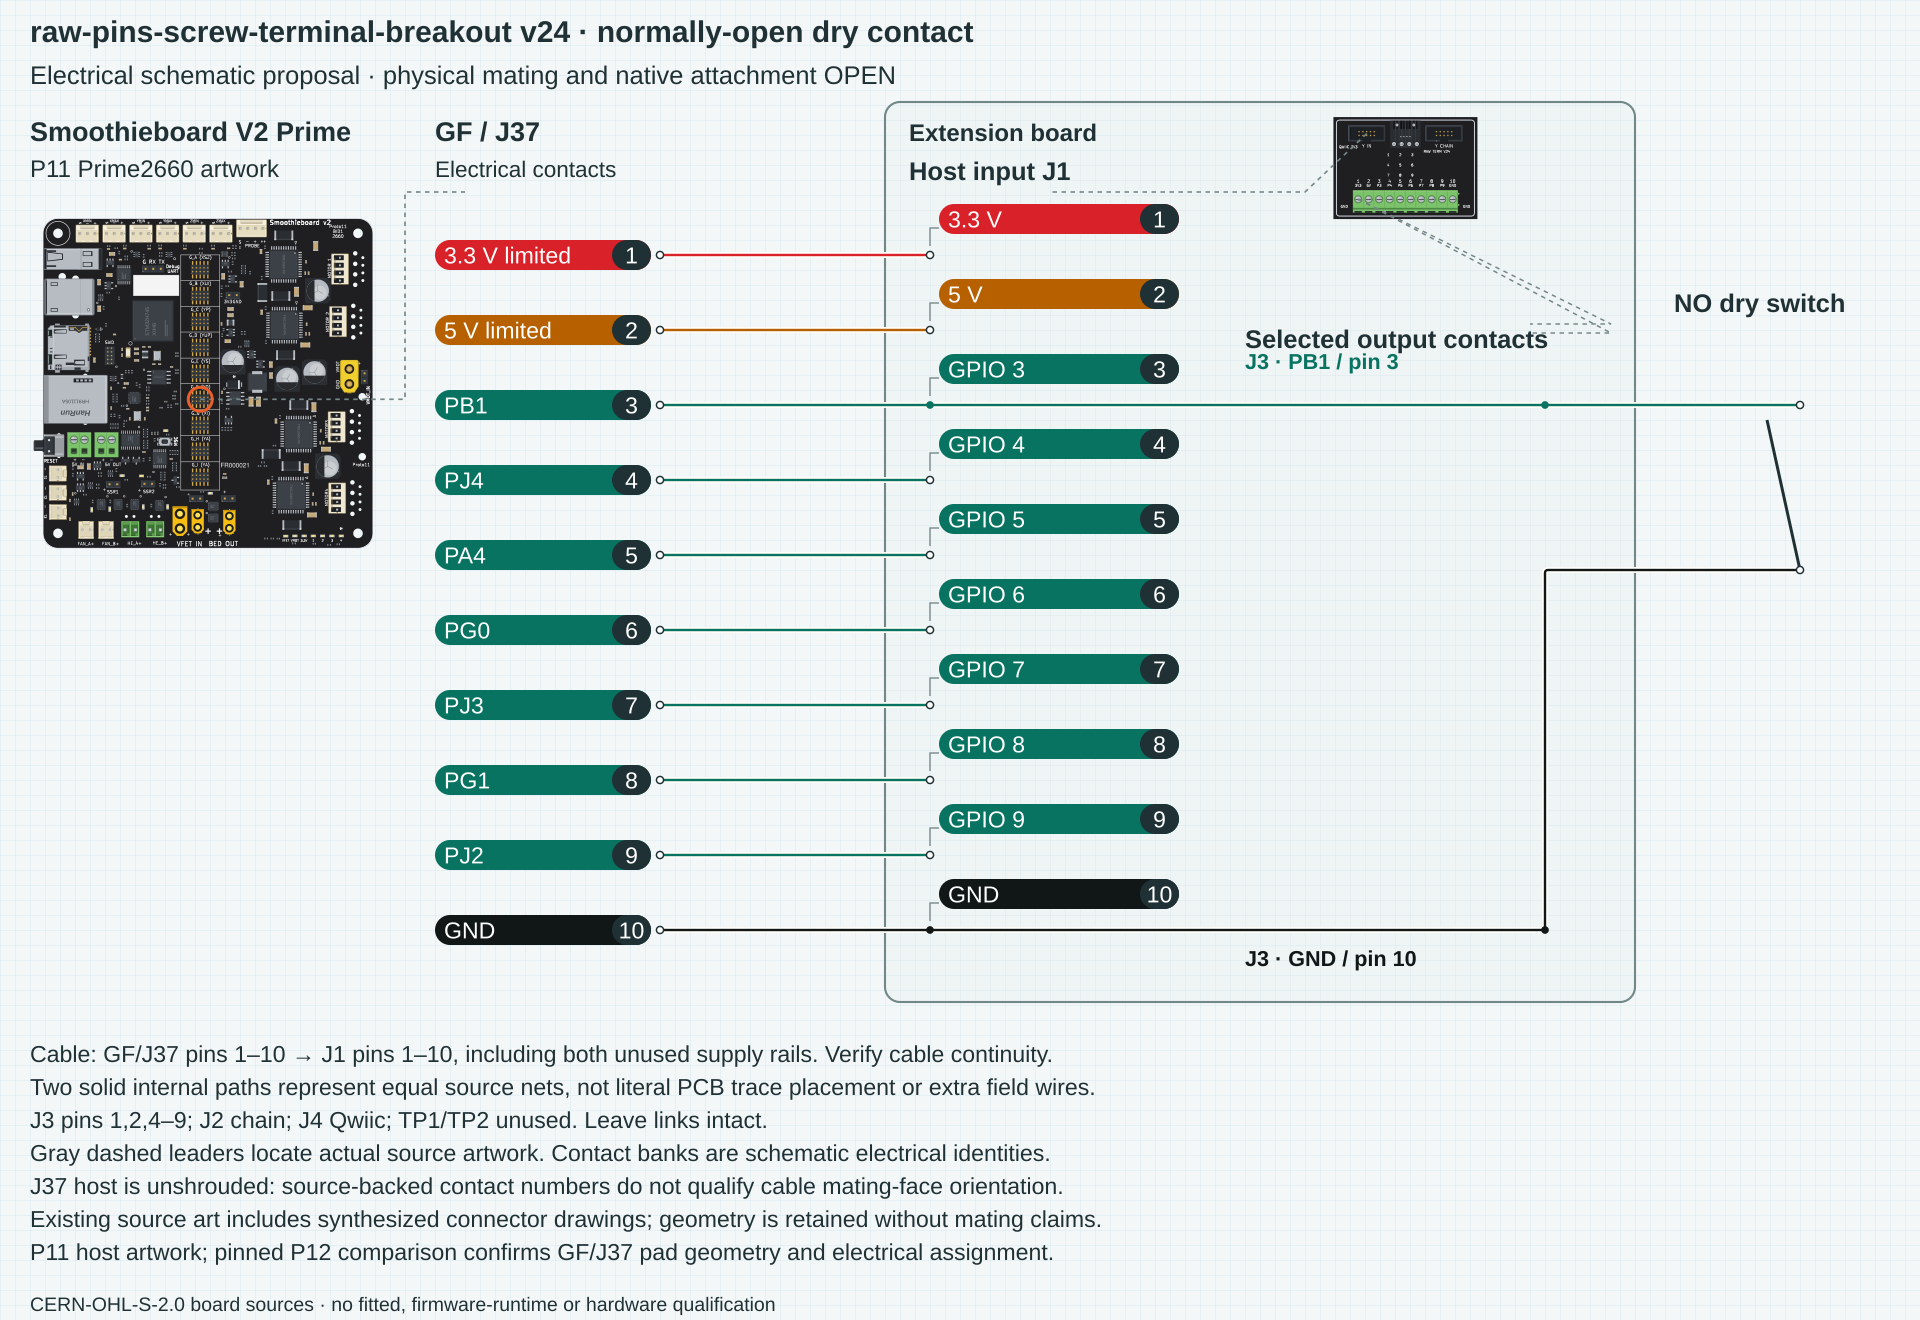 raw-pins-screw-terminal-breakout v24 · normally-open dry contact
Electrical schematic proposal · physical mating and native attachment OPEN
Smoothieboard V2 Prime
P11 Prime2660 artwork
GF / J37
Electrical contacts
Extension board
Host input J1
3.3 V 1
3.3 V limited 1
5 V 2
5 V limited 2
NO dry switch
Selected output contacts
J3 · PB1 / pin 3
GPIO 3 3
PB1 3
GPIO 4 4
PJ4 4
GPIO 5 5
PA4 5
GPIO 6 6
PG0 6
GPIO 7 7
PJ3 7
GPIO 8 8
PG1 8
GPIO 9 9
PJ2 9
GND 10
GND 10
J3 · GND / pin 10
Smoothieboard v2
PROBE
G RX TX
HanRun
FR000021
VFET IN BED OUT
Cable: GF/J37 pins 1–10 → J1 pins 1–10, including both unused supply rails. Verify cable continuity.
Two solid internal paths represent equal source nets, not literal PCB trace placement or extra field wires.
J3 pins 1,2,4–9; J2 chain; J4 Qwiic; TP1/TP2 unused. Leave links intact.
Gray dashed leaders locate actual source artwork. Contact banks are schematic electrical identities.
J37 host is unshrouded: source-backed contact numbers do not qualify cable mating-face orientation.
Existing source art includes synthesized connector drawings; geometry is retained without mating claims.
P11 host artwork; pinned P12 comparison confirms GF/J37 pad geometry and electrical assignment.
CERN-OHL-S-2.0 board sources · no fitted, firmware-runtime or hardware qualification